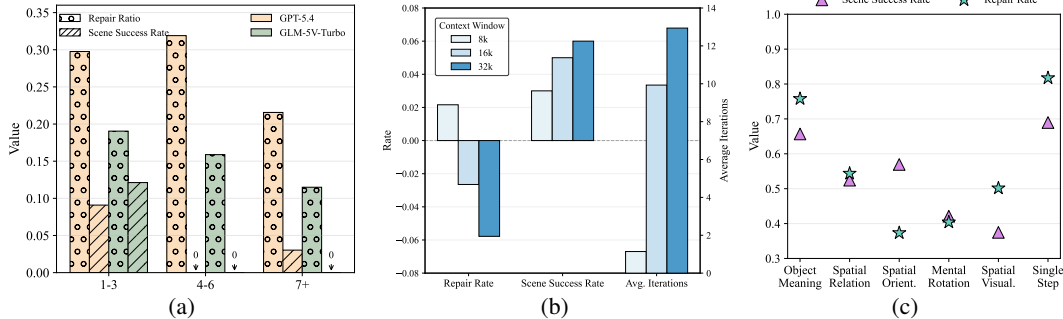 Repair Ratio
Scene Success Rate
GPT-5.4
GLM-5V-Turbo
Value
0.35
0.30
0.25
0.20
0.15
0.10
0.05
0.00
0
0
0
1-3
4-6
7+
(a)
Context Window
8k
16k
32k
Rate
0.08
0.06
0.04
0.02
0.00
−0.02
−0.04
−0.06
−0.08
Average Iterations
14
12
10
8
6
4
2
0
Repair Rate
Scene Success Rate
Avg. Iterations
(b)
Scene Success Rate
Repair Rate
Value
1.0
0.9
0.8
0.7
0.6
0.5
0.4
0.3
Object
Meaning
Spatial
Relation
Spatial
Orient.
Mental
Rotation
Spatial
Visual.
Single
Step
(c)